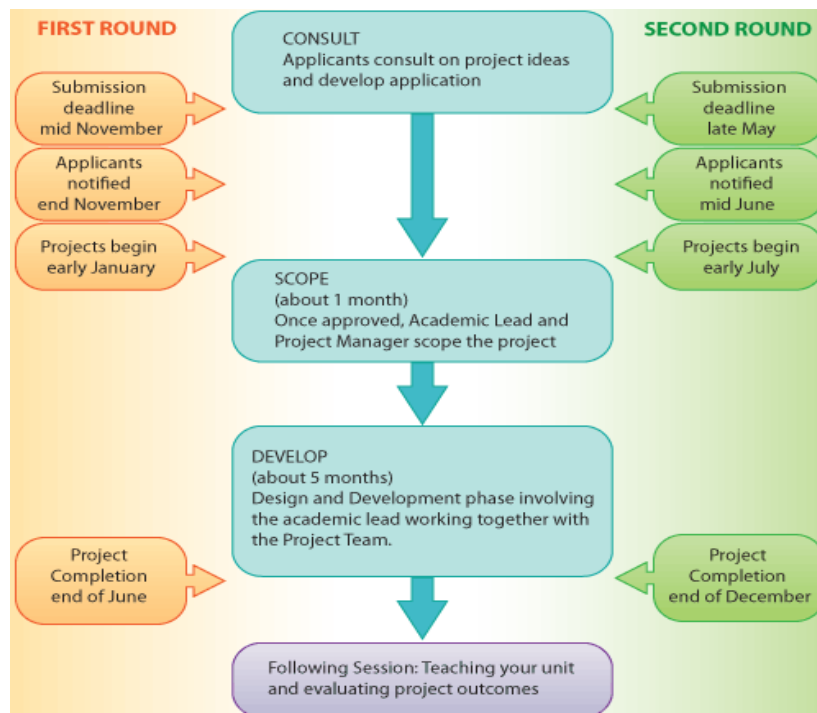 FIRST ROUND
SECOND ROUND
CONSULT
Applicants consult on project ideas
and develop application
Submission
deadline
mid November
Submission
deadline
late May
Applicants
notified
end November
Applicants
notified
mid June
Projects begin
early January
Projects begin
early July
SCOPE
(about 1 month)
Once approved, Academic Lead and
Project Manager scope the project
DEVELOP
(about 5 months)
Design and Development phase involving
the academic lead working together with
the Project Team.
Project
Completion
end of June
Project
Completion
end of December
Following Session: Teaching your unit
and evaluating project outcomes